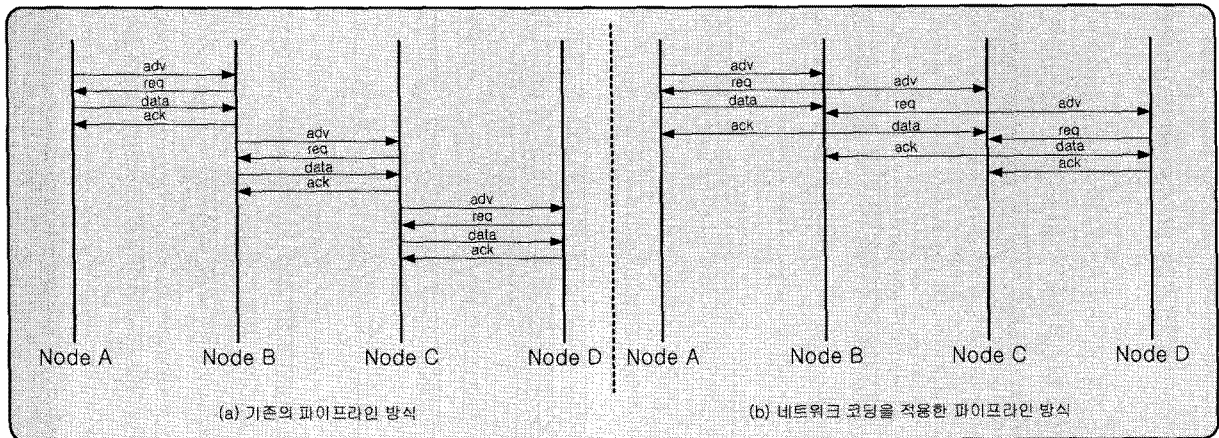 adv
req
data
ack
adv
req
data
ack
adv
req
data
ack
Node A Node B Node C Node D
(a) 기존의 파이프라인 방식
adv
req adv
data req adv
ack data req
ack data
ack
Node A Node B Node C Node D
(b) 네트워크 코딩을 적용한 파이프라인 방식